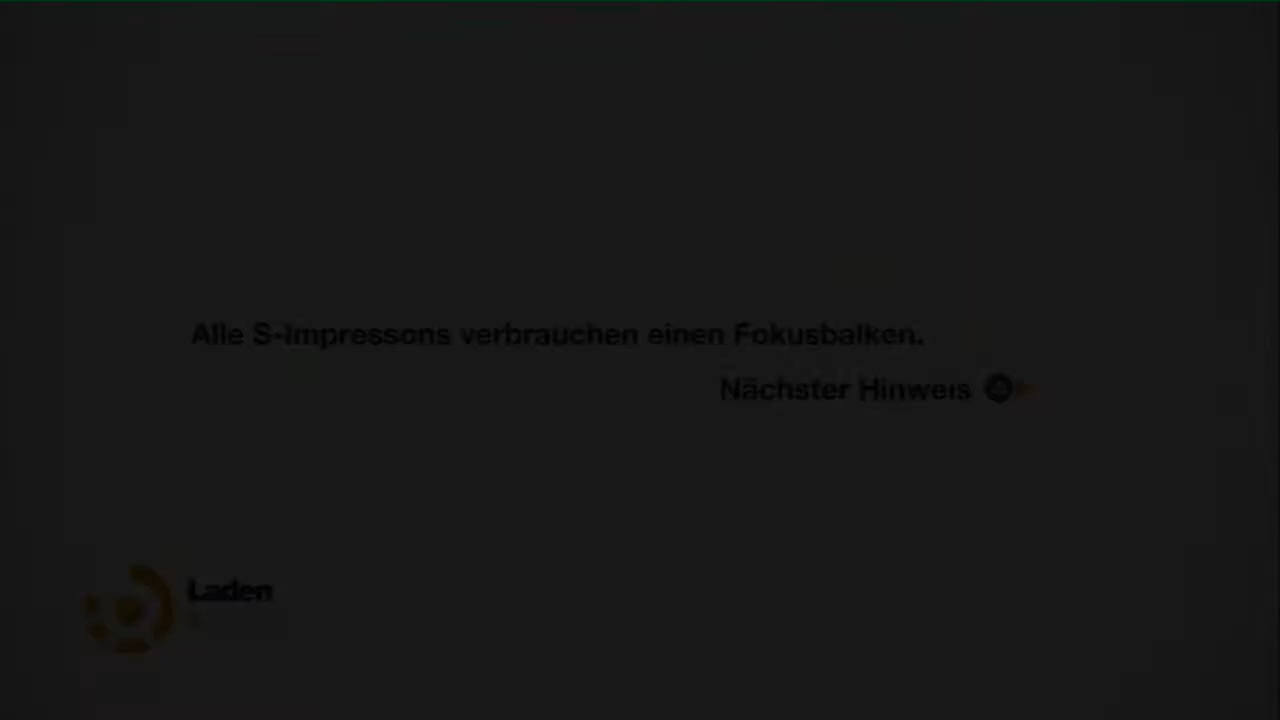 Alle S-Impressons verbrauchen einen Fokusbalken.
Nächster Hinweis
Laden